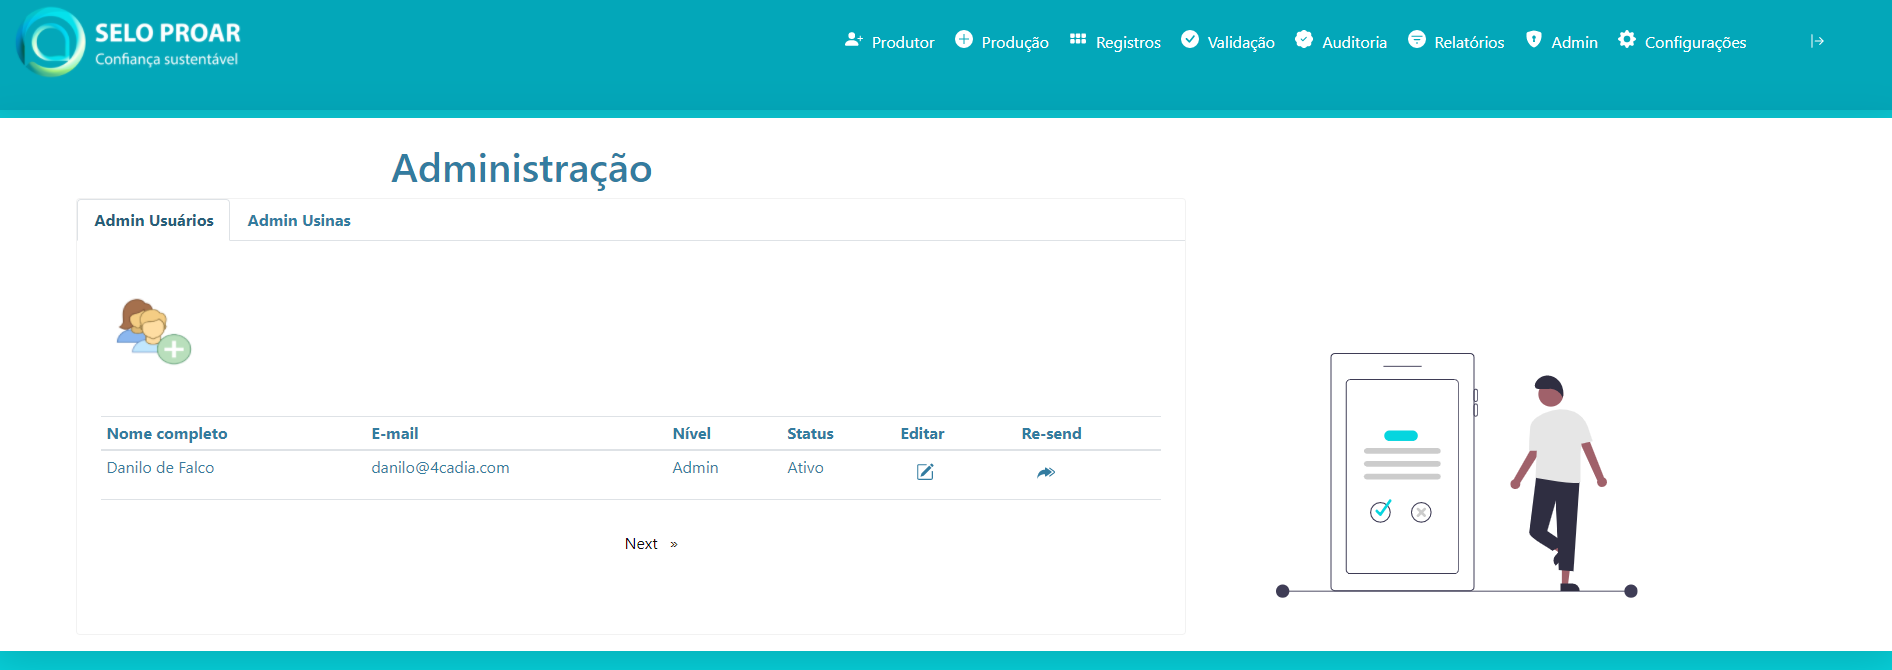 SELO PROAR
Confiança sustentável
Produtor Produção Registros Validação Auditoria Relatórios Admin Configurações
Administração
Admin Usuários Admin Usinas
Nome completo E-mail Nível Status Editar Re-send
Danilo de Falco danilo@4cadia.com Admin Ativo
Next »